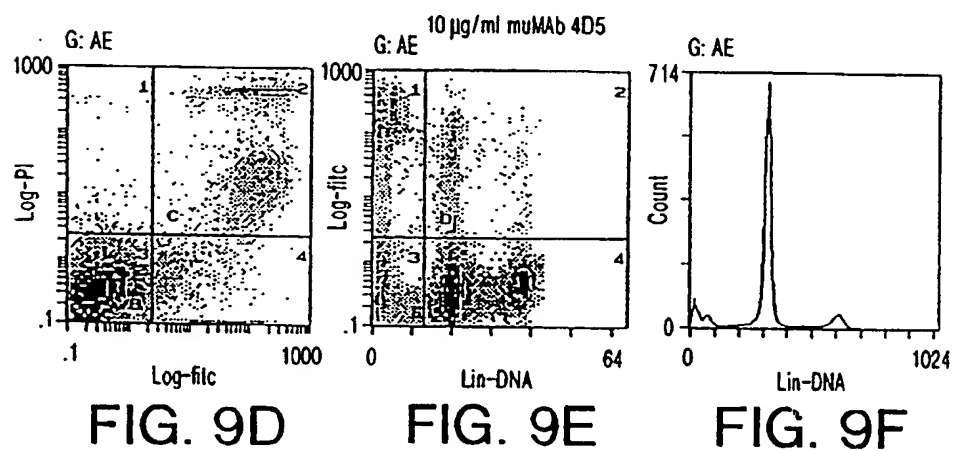 10 µg/ml muMAb 4D5
G: AE
1000
Log-PI
.1
1
2
C
4
.1
1000
Log-fitc
FIG. 9D
G: AE
1000
Log-fitc
.1
1
2
D
3
4
E
0
64
Lin-DNA
FIG. 9E
G: AE
714
Count
0
0
1024
Lin-DNA
FIG. 9F